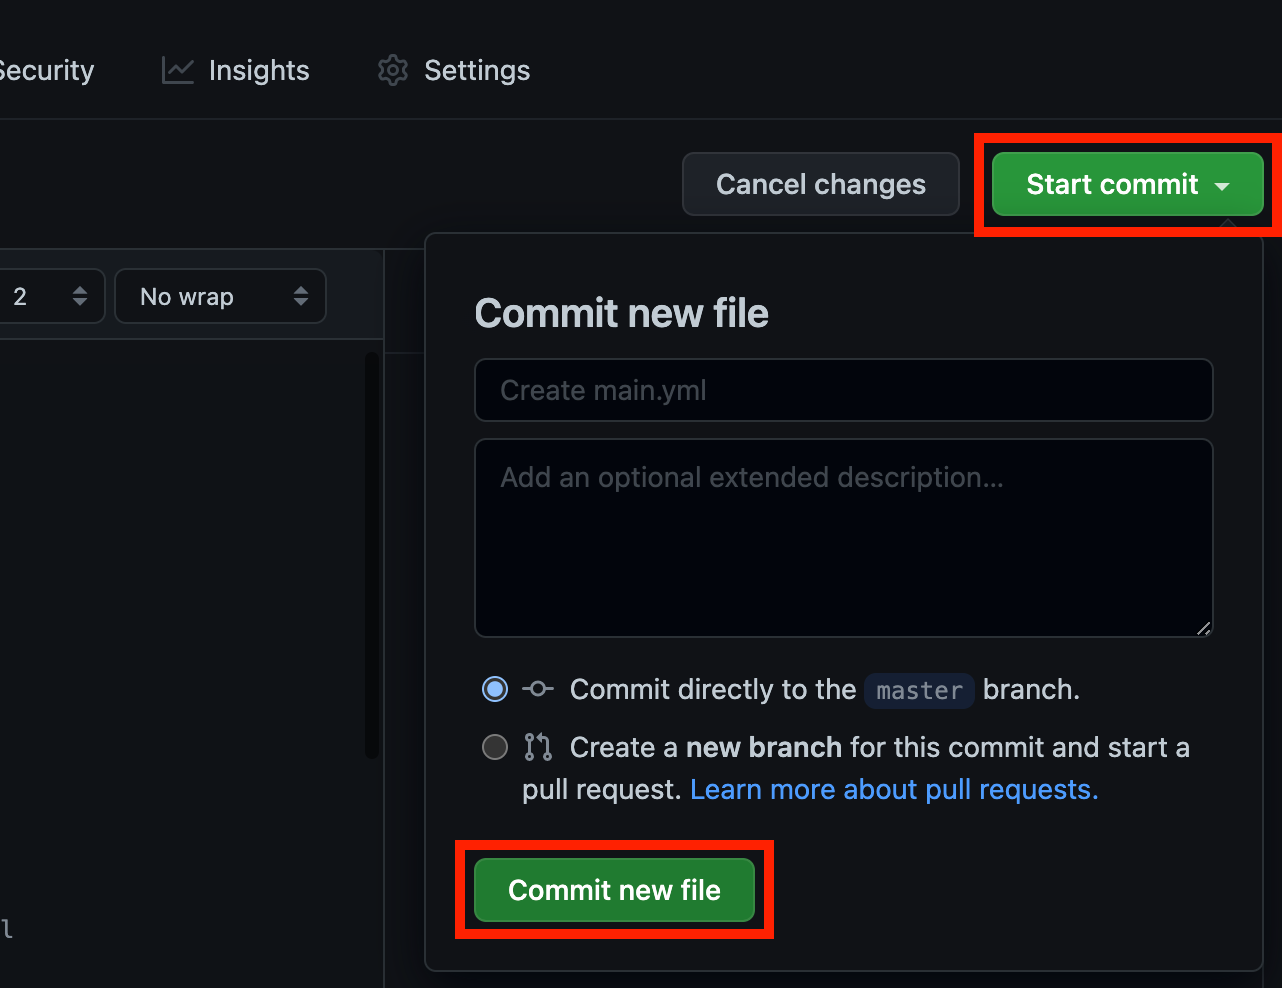 Security Insights Settings
Cancel changes Start commit
2 No wrap
Commit new file
Create main.yml
Add an optional extended description...
Commit directly to the master branch.
Create a new branch for this commit and start a
pull request. Learn more about pull requests.
Commit new file
l